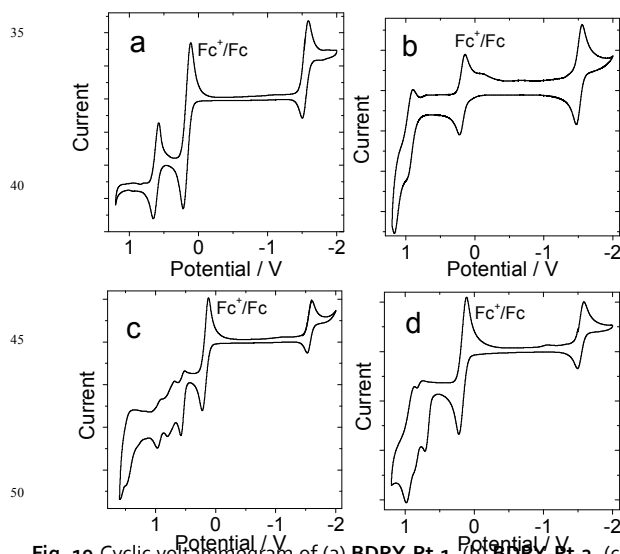 35
a
Fc⁺/Fc
Current
1 0 -1 -2
Potential / V
b
Fc⁺/Fc
Current
1 0 -1 -2
Potential / V
40
c
Fc⁺/Fc
Current
1 0 -1 -2
Potential / V
45
d
Fc⁺/Fc
Current
1 0 -1 -2
Potential / V
50
Fig. 10 Cyclic voltammogram of (a) BDPY-Pt-1, (b) BDPY-Pt-2, (c